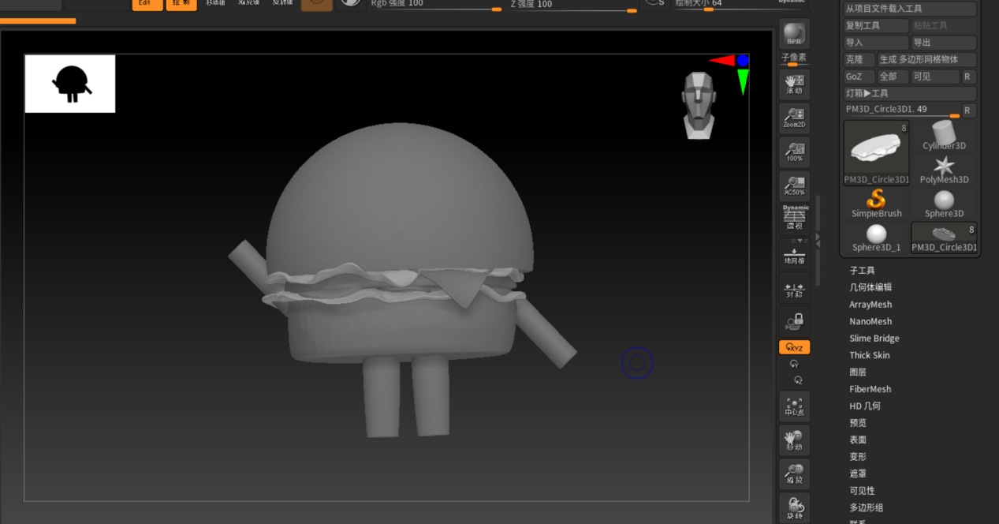 Edit 绘制 移动轴 缩放轴 旋转轴 Rgb 强度 100 Z 强度 100 S 绘制大小 64 Dynamic
从项目文件载入工具
复制工具 粘贴工具
导入 导出
克隆 生成 多边形网格物体
GoZ 全部 可见 R
灯箱▶工具
PM3D_Circle3D1. 49 R
8
PM3D_Circle3D1
Cylinder3D
PolyMesh3D
SimpleBrush
Sphere3D
Sphere3D_1
8
PM3D_Circle3D1
子工具
几何体编辑
ArrayMesh
NanoMesh
Slime Bridge
Thick Skin
图层
FiberMesh
HD 几何
预览
表面
变形
遮罩
可见性
多边形组
联系
BPR
子像素
滚动
Zoom2D
100%
AC50%
Dynamic
透视
地网格
对称
XYZ
Y
Z
中心点
移动
缩放
旋转